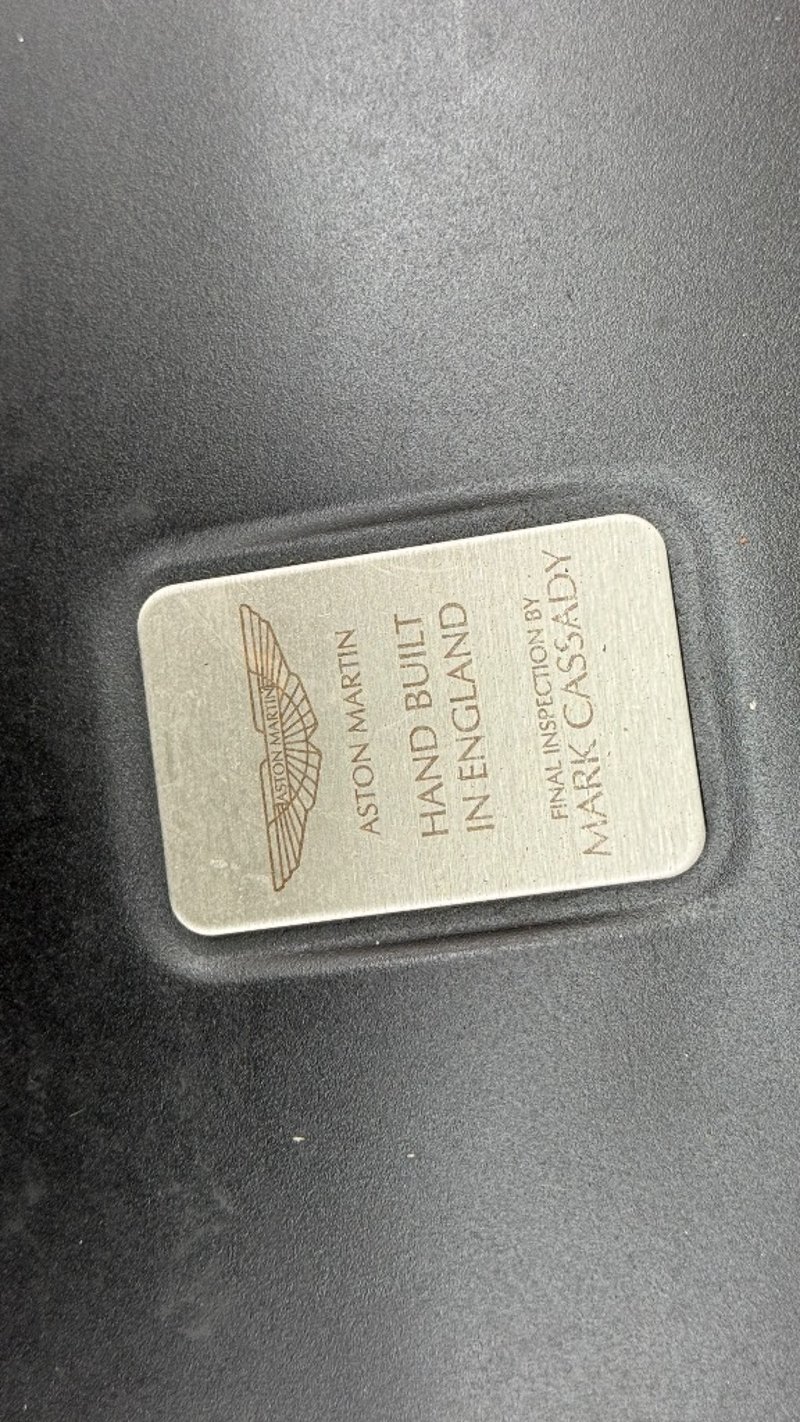 ASTON MARTIN
ASTON MARTIN
HAND BUILT
IN ENGLAND
FINAL INSPECTION BY
MARK CASSADY